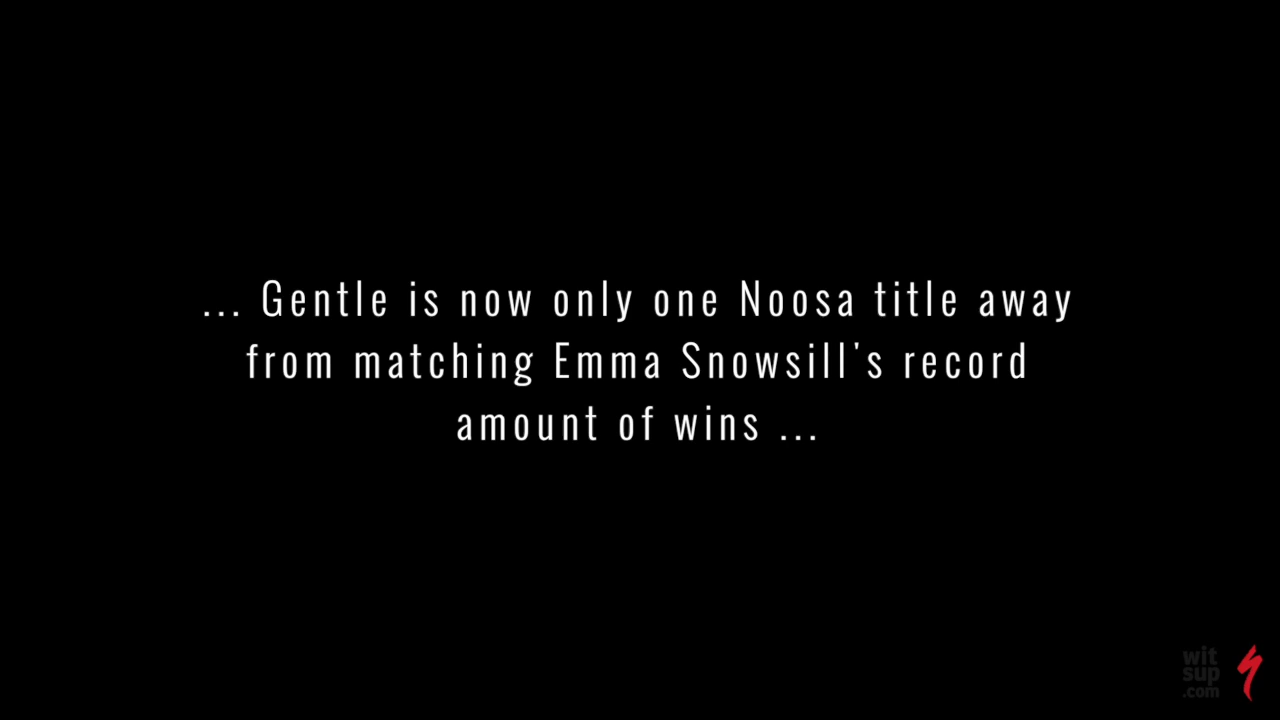 ... Gentle is now only one Noosa title away
from matching Emma Snowsill's record
amount of wins ...
wit
sup
.com